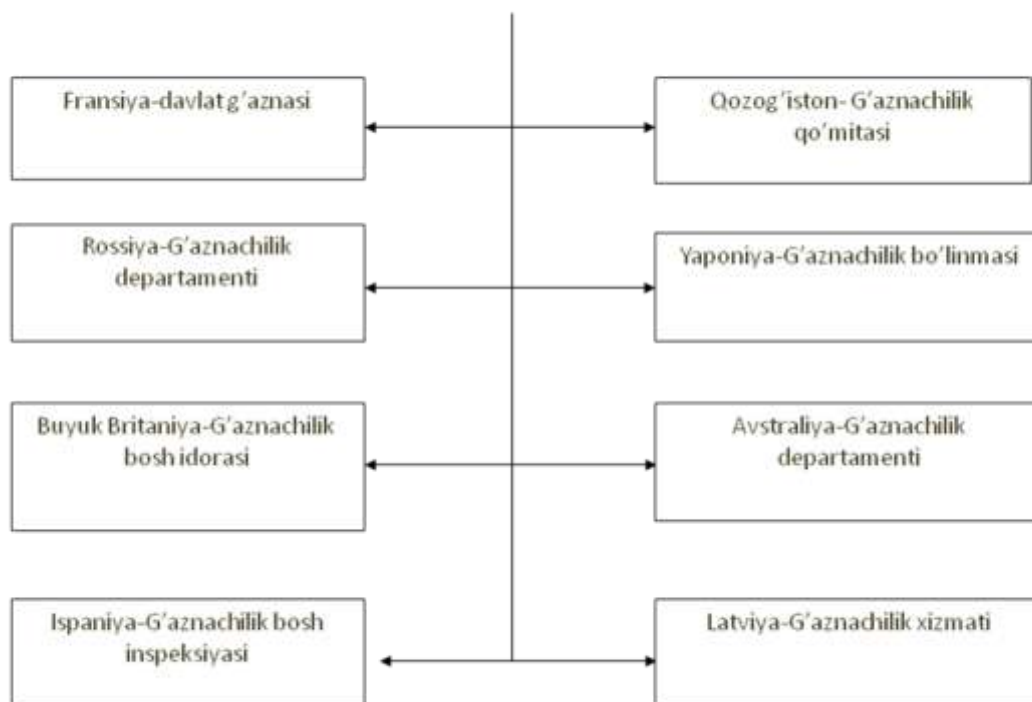 Fransiya-davlat g’aznasi
Qozog’iston- G’aznachilik
qo’mitasi
Rossiya-G’aznachilik
departamenti
Yaponiya-G’aznachilik bo’linmasi
Buyuk Britaniya-G’aznachilik
bosh idorasi
Avstraliya-G’aznachilik
departamenti
Ispaniya-G’aznachilik bosh
inspeksiyasi
Latviya-G’aznachilik xizmati